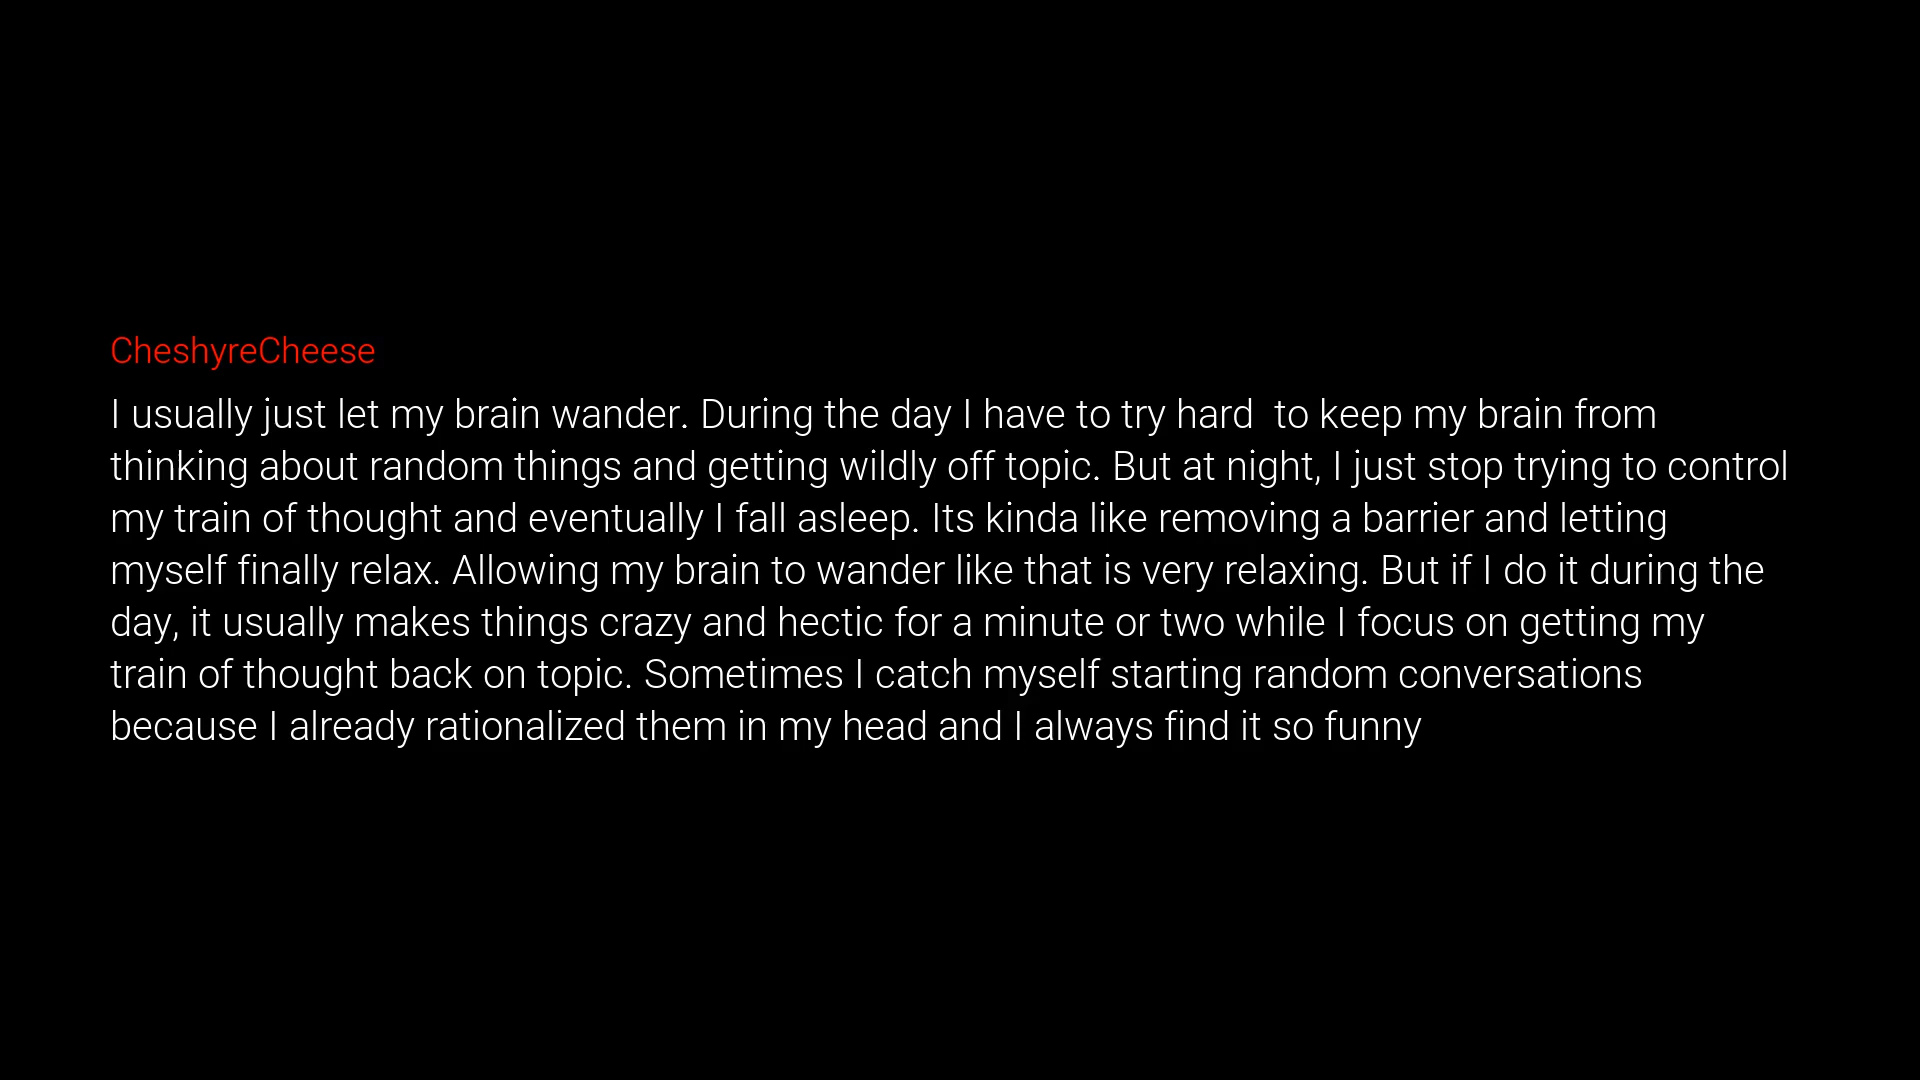 CheshyreCheese
I usually just let my brain wander. During the day I have to try hard  to keep my brain from
thinking about random things and getting wildly off topic. But at night, I just stop trying to control
my train of thought and eventually I fall asleep. Its kinda like removing a barrier and letting
myself finally relax. Allowing my brain to wander like that is very relaxing. But if I do it during the
day, it usually makes things crazy and hectic for a minute or two while I focus on getting my
train of thought back on topic. Sometimes I catch myself starting random conversations
because I already rationalized them in my head and I always find it so funny